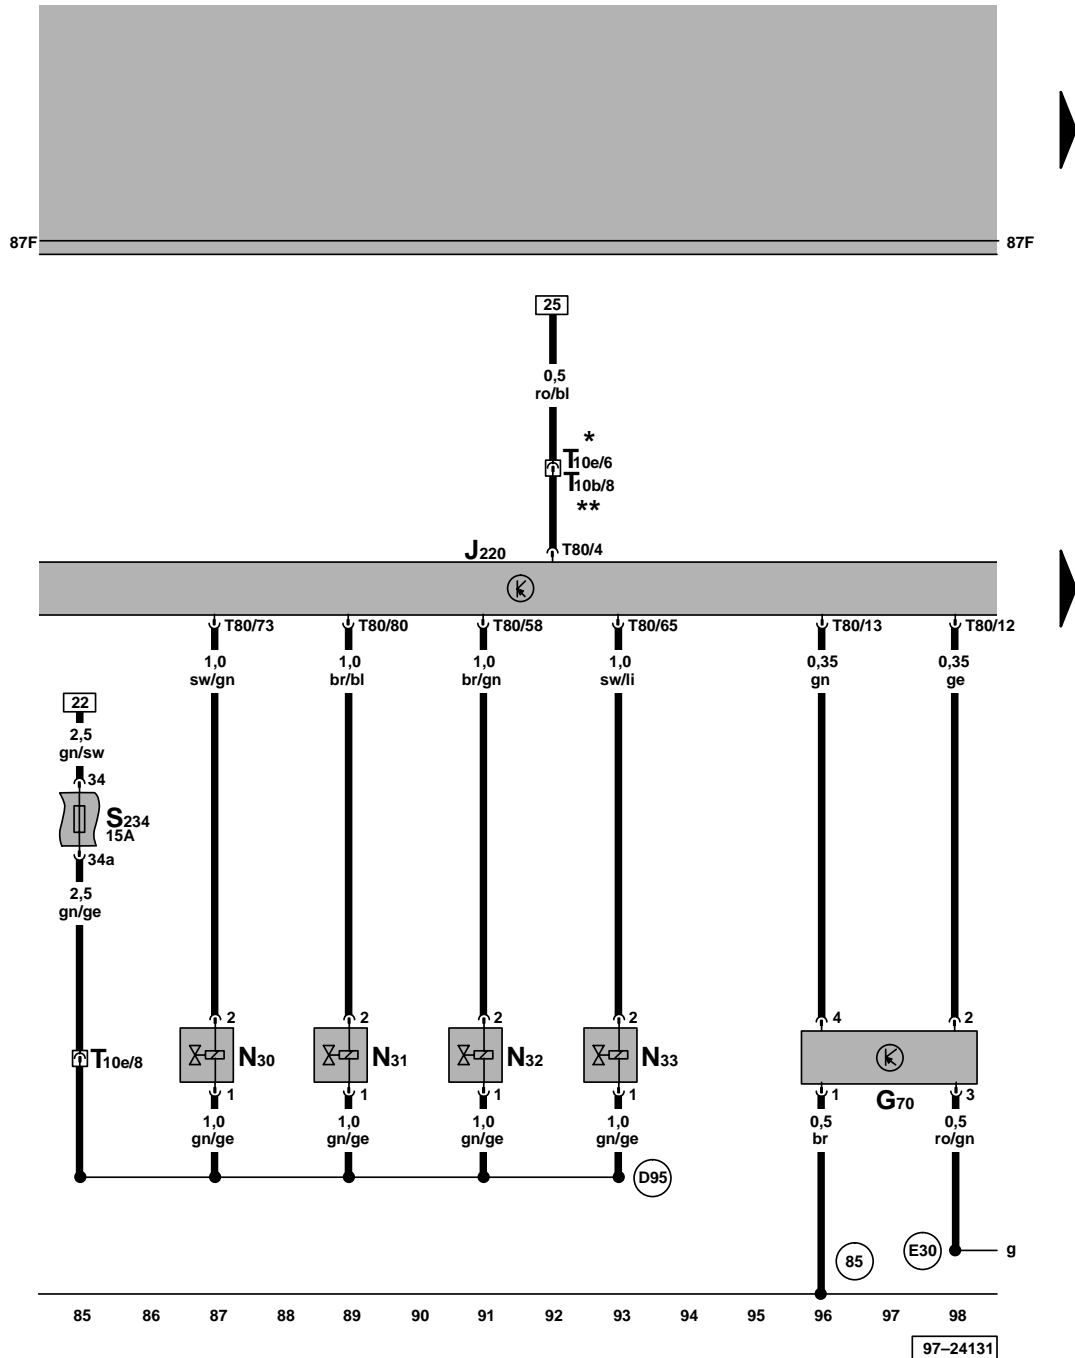 87F 87F
25
0,5
ro/bl
*
T10e/6
T10b/8
**
J220 T80/4
T80/73 T80/80 T80/58 T80/65 T80/13 T80/12
1,0 1,0 1,0 1,0 0,35 0,35
sw/gn br/bl br/gn sw/li gn ge
22
2,5
gn/sw
34
S234
15A
34a
2,5
gn/ge
2 2 2 2 4 2
T10e/8 N30 N31 N32 N33
1 1 1 1 1 G70 3
1,0 1,0 1,0 1,0 0,5 0,5
gn/ge gn/ge gn/ge gn/ge br ro/gn
D95
85 E30 g
85 86 87 88 89 90 91 92 93 94 95 96 97 98
97–24131